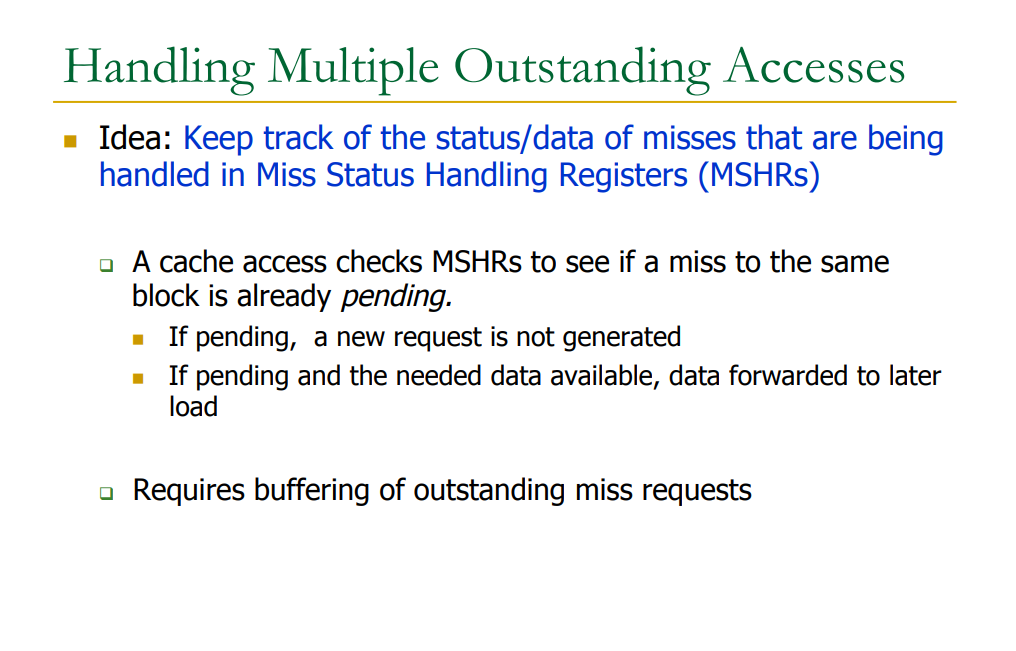 Handling Multiple Outstanding Accesses
Idea: Keep track of the status/data of misses that are being
handled in Miss Status Handling Registers (MSHRs)
A cache access checks MSHRs to see if a miss to the same
block is already pending.
If pending,  a new request is not generated
If pending and the needed data available, data forwarded to later
load
Requires buffering of outstanding miss requests